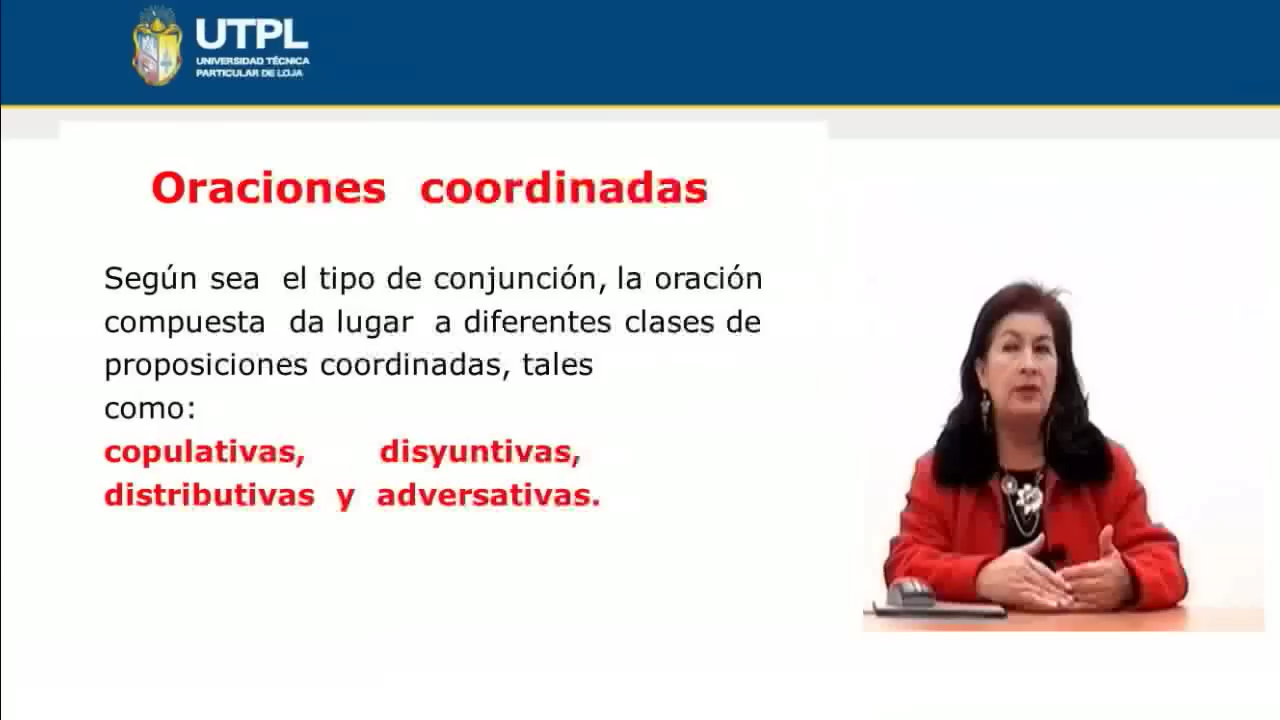 UTPL
UNIVERSIDAD TÉCNICA
PARTICULAR DE LOJA
Oraciones coordinadas
Según sea el tipo de conjunción, la oración
compuesta da lugar a diferentes clases de
proposiciones coordinadas, tales
como:
copulativas, disyuntivas,
distributivas y adversativas.